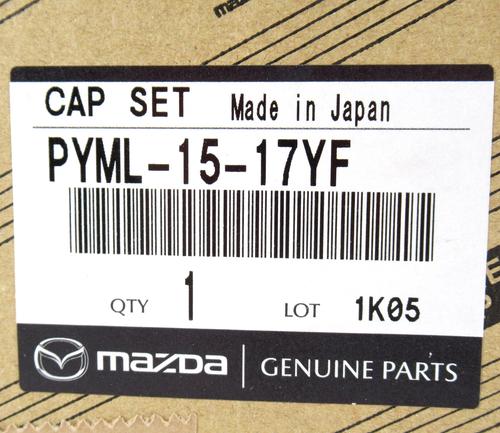 CAP SET Made in Japan
PYML-15-17YF
QTY 1 LOT 1K05
mazda GENUINE PARTS